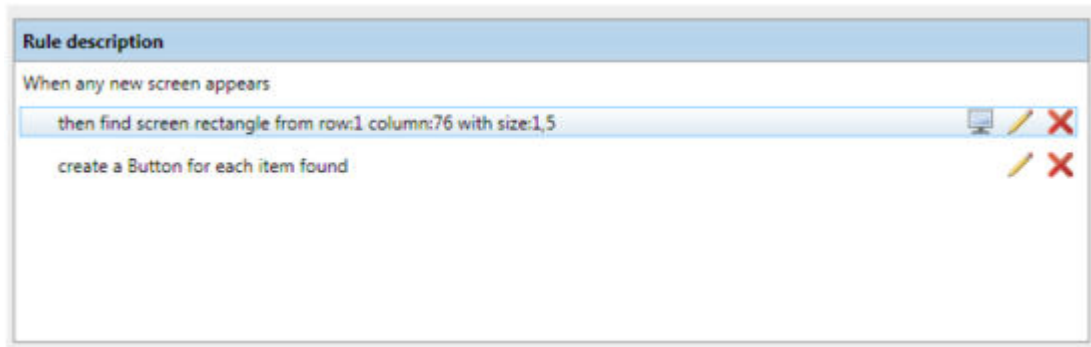 Rule description
When any new screen appears
then find screen rectangle from row:1 column:76 with size:1,5
create a Button for each item found